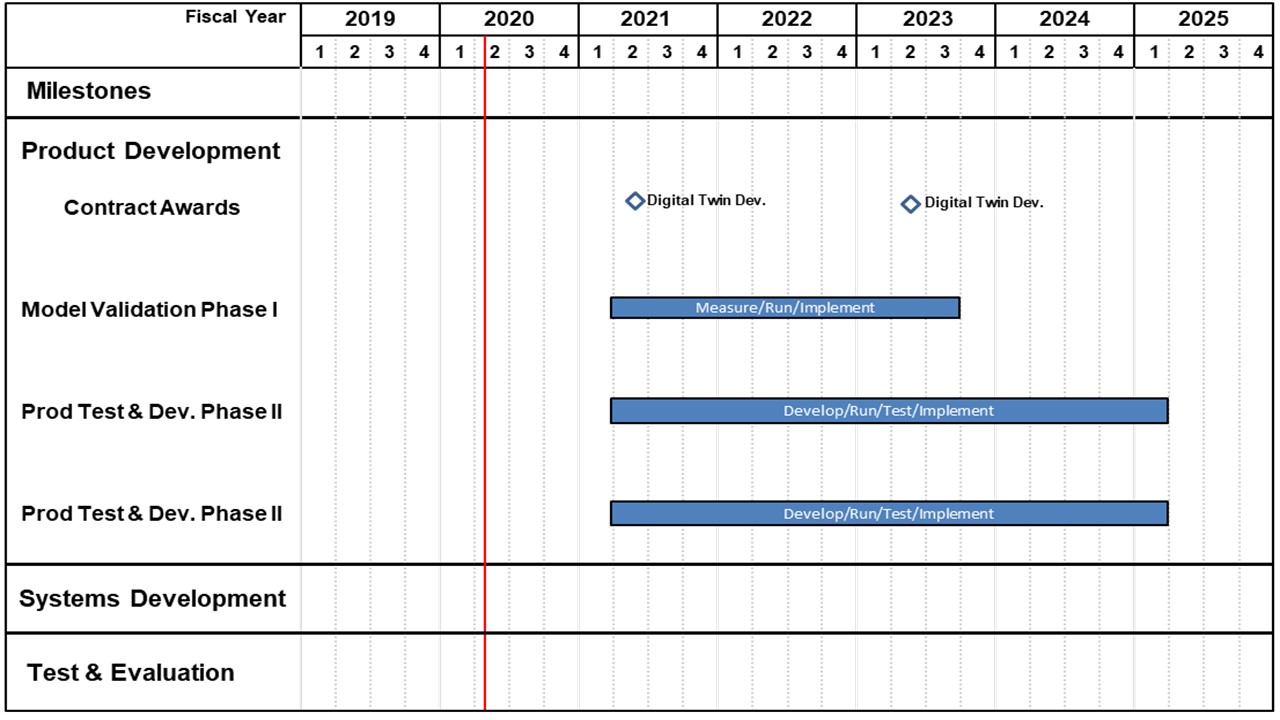 Fiscal Year 2019 2020 2021 2022 2023 2024 2025
1 2 3 4 1 2 3 4 1 2 3 4 1 2 3 4 1 2 3 4 1 2 3 4 1 2 3 4
Milestones
Product Development
Contract Awards Digital Twin Dev. Digital Twin Dev.
Model Validation Phase I Measure/Run/Implement
Prod Test & Dev. Phase II Develop/Run/Test/Implement
Prod Test & Dev. Phase II Develop/Run/Test/Implement
Systems Development
Test & Evaluation